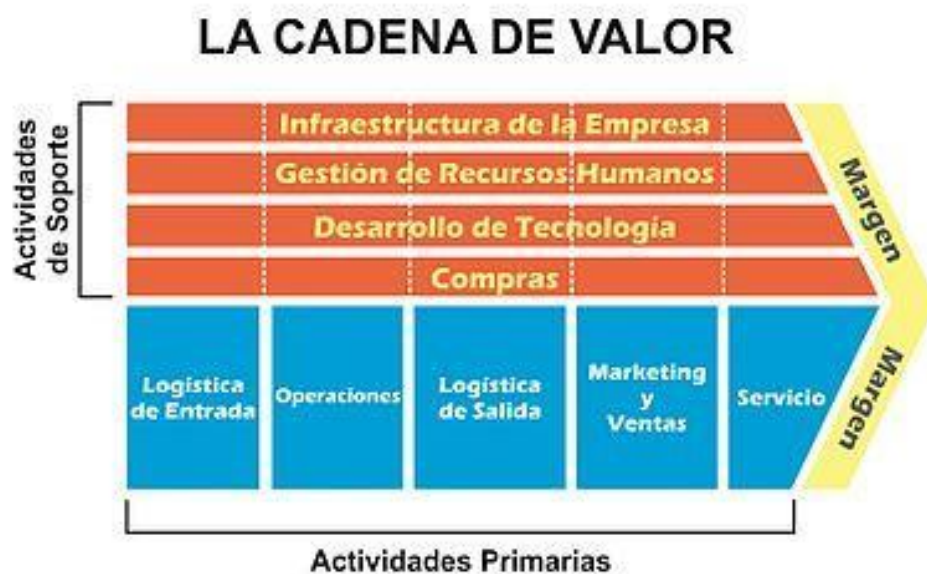 LA CADENA DE VALOR
Actividades
de Soporte
Infraestructura de la Empresa
Gestión de Recursos Humanos
Desarrollo de Tecnología
Compras
Margen
Logística
de Entrada
Operaciones
Logística
de Salida
Marketing
y
Ventas
Servicio
Margen
Actividades Primarias